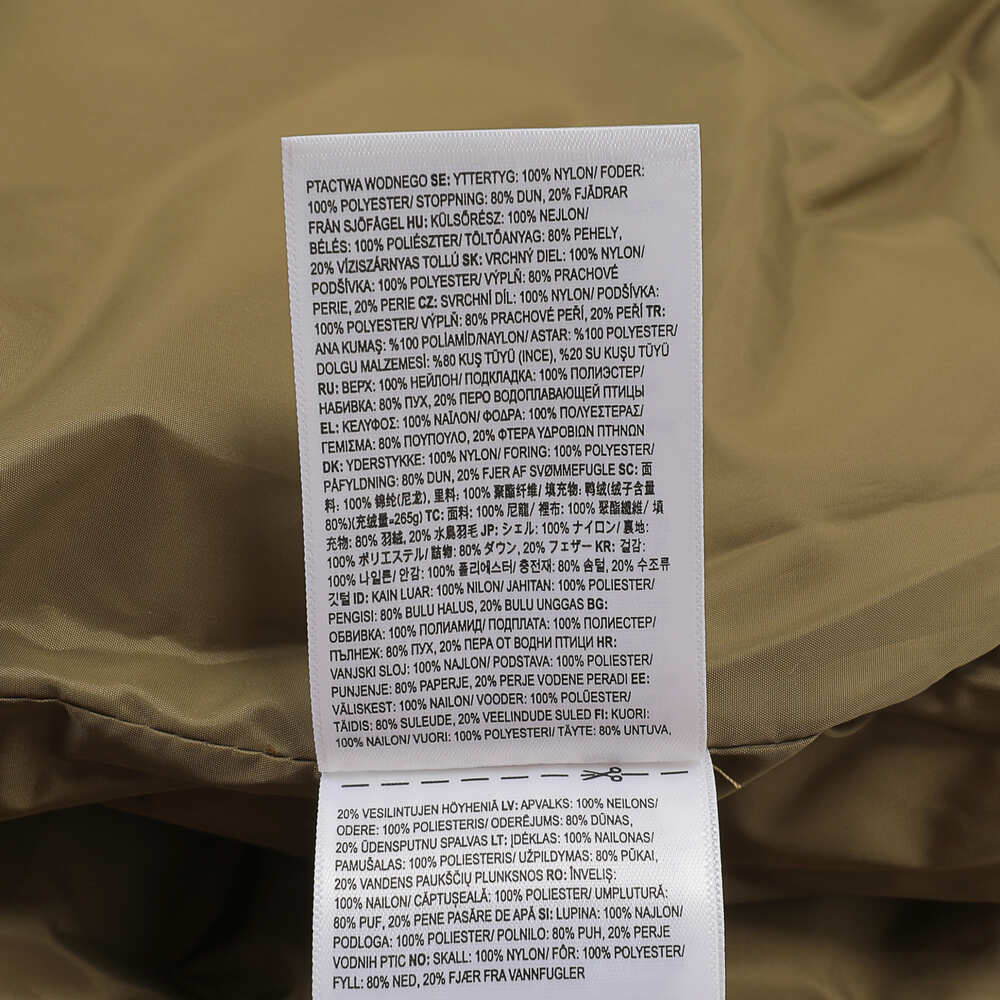 PTACTWA WODNEGO SE: YTTERTYG: 100% NYLON/ FODER:
100% POLYESTER/ STOPPNING: 80% DUN, 20% FJÄDRAR
FRÅN SJÖFÅGEL HU: KÜLSŐRÉSZ: 100% NEJLON/
BÉLÉS: 100% POLIÉSZTER/ TÖLTŐANYAG: 80% PEHELY,
20% VÍZISZÁRNYAS TOLLÚ SK: VRCHNÝ DIEL: 100% NYLON/
PODŠÍVKA: 100% POLYESTER/ VÝPLŇ: 80% PRACHOVÉ
PERIE, 20% PERIE CZ: SVRCHNÍ DÍL: 100% NYLON/ PODŠÍVKA:
100% POLYESTER/ VÝPLŇ: 80% PRACHOVÉ PEŘÍ, 20% PEŘÍ TR:
ANA KUMAŞ: %100 POLİAMİD/NAYLON/ ASTAR: %100 POLYESTER/
DOLGU MALZEMESİ: %80 KUŞ TÜYÜ (INCE), %20 SU KUŞU TÜYÜ
RU: ВЕРХ: 100% НЕЙЛОН/ ПОДКЛАДКА: 100% ПОЛИЭСТЕР/
НАБИВКА: 80% ПУХ, 20% ПЕРО ВОДОПЛАВАЮЩЕЙ ПТИЦЫ
EL: ΚΕΛΥΦΟΣ: 100% ΝΑΪΛΟΝ/ ΦΟΔΡΑ: 100% ΠΟΛΥΕΣΤΕΡΑΣ/
ΓΕΜΙΣΜΑ: 80% ΠΟΥΠΟΥΛΟ, 20% ΦΤΕΡΑ ΥΔΡΟΒΙΩΝ ΠΤΗΝΩΝ
DK: YDERSTYKKE: 100% NYLON/ FORING: 100% POLYESTER/
PÅFYLDNING: 80% DUN, 20% FJER AF SVØMMEFUGLE SC: 面
料: 100% 锦纶(尼龙), 里料: 100% 聚酯纤维/ 填充物: 鸭绒(绒子含量
80%)(充绒量=265g) TC: 面料: 100% 尼龍/ 裡布: 100% 聚酯纖維/ 填
充物: 80% 羽絨, 20% 水鳥羽毛 JP: シェル: 100% ナイロン/ 裏地:
100% ポリエステル/ 詰物: 80% ダウン, 20% フェザー KR: 겉감:
100% 나일론/ 안감: 100% 폴리에스터/ 충전재: 80% 솜털, 20% 수조류
깃털 ID: KAIN LUAR: 100% NILON/ JAHITAN: 100% POLIESTER/
PENGISI: 80% BULU HALUS, 20% BULU UNGGAS BG:
ОБВИВКА: 100% ПОЛИАМИД/ ПОДПЛАТА: 100% ПОЛИЕСТЕР/
ПЪЛНЕЖ: 80% ПУХ, 20% ПЕРА ОТ ВОДНИ ПТИЦИ HR:
VANJSKI SLOJ: 100% NAJLON/ PODSTAVA: 100% POLIESTER/
PUNJENJE: 80% PAPERJE, 20% PERJE VODENE PERADI EE:
VÄLISKEST: 100% NAILON/ VOODER: 100% POLÜESTER/
TÄIDIS: 80% SULEUDE, 20% VEELINDUDE SULED FI: KUORI:
100% NAILON/ VUORI: 100% POLYESTERI/ TÄYTE: 80% UNTUVA,
20% VESILINTUJEN HÖYHENIÄ LV: APVALKS: 100% NEILONS/
ODERE: 100% POLIESTERIS/ ODERĒJUMS: 80% DŪNAS,
20% ŪDENSPUTNU SPALVAS LT: ĮDĖKLAS: 100% NAILONAS/
PAMUŠALAS: 100% POLIESTERIS/ UŽPILDYMAS: 80% PŪKAI,
20% VANDENS PAUKŠČIŲ PLUNKSNOS RO: ÎNVELIŞ:
100% NAILON/ CĂPTUŞEALĂ: 100% POLIESTER/ UMPLUTURĂ:
80% PUF, 20% PENE PASĂRE DE APĂ SI: LUPINA: 100% NAJLON/
PODLOGA: 100% POLIESTER/ POLNILO: 80% PUH, 20% PERJE
VODNIH PTIC NO: SKALL: 100% NYLON/ FÔR: 100% POLYESTER/
FYLL: 80% NED, 20% FJÆR FRA VANNFUGLER